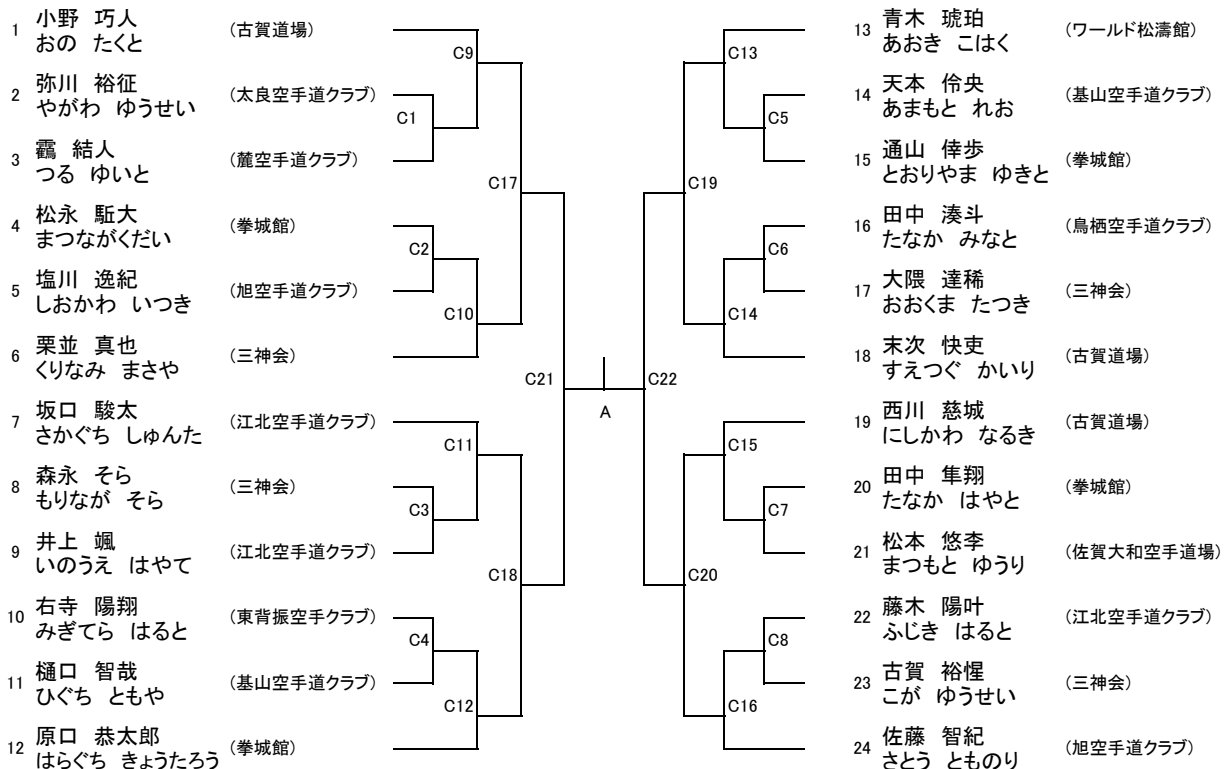 1 小野 巧人 (古賀道場)
おの たくと
2 弥川 裕征 (太良空手道クラブ)
やがわ ゆうせい
3 靏 結人 (麓空手道クラブ)
つる ゆいと
4 松永 駈大 (拳城館)
まつながくだい
5 塩川 逸紀 (旭空手道クラブ)
しおかわ いつき
6 栗並 真也 (三神会)
くりなみ まさや
7 坂口 駿太 (江北空手道クラブ)
さかぐち しゅんた
8 森永 そら (三神会)
もりなが そら
9 井上 颯 (江北空手道クラブ)
いのうえ はやて
10 右寺 陽翔 (東背振空手クラブ)
みぎてら はると
11 樋口 智哉 (基山空手道クラブ)
ひぐち ともや
12 原口 恭太郎 (拳城館)
はらぐち きょうたろう
C9
C1
C17
C2
C10
C21
C11
C3
C18
C4
C12
A
C22
C13
C5
C19
C6
C14
C15
C7
C20
C8
C16
13 青木 琥珀 (ワールド松濤館)
あおき こはく
14 天本 伶央 (基山空手道クラブ)
あまもと れお
15 通山 倖歩 (拳城館)
とおりやま ゆきと
16 田中 湊斗 (鳥栖空手道クラブ)
たなか みなと
17 大隈 達稀 (三神会)
おおくま たつき
18 末次 快吏 (古賀道場)
すえつぐ かいり
19 西川 慈城 (古賀道場)
にしかわ なるき
20 田中 隼翔 (拳城館)
たなか はやと
21 松本 悠李 (佐賀大和空手道場)
まつもと ゆうり
22 藤木 陽叶 (江北空手道クラブ)
ふじき はると
23 古賀 裕惺 (三神会)
こが ゆうせい
24 佐藤 智紀 (旭空手道クラブ)
さとう とものり